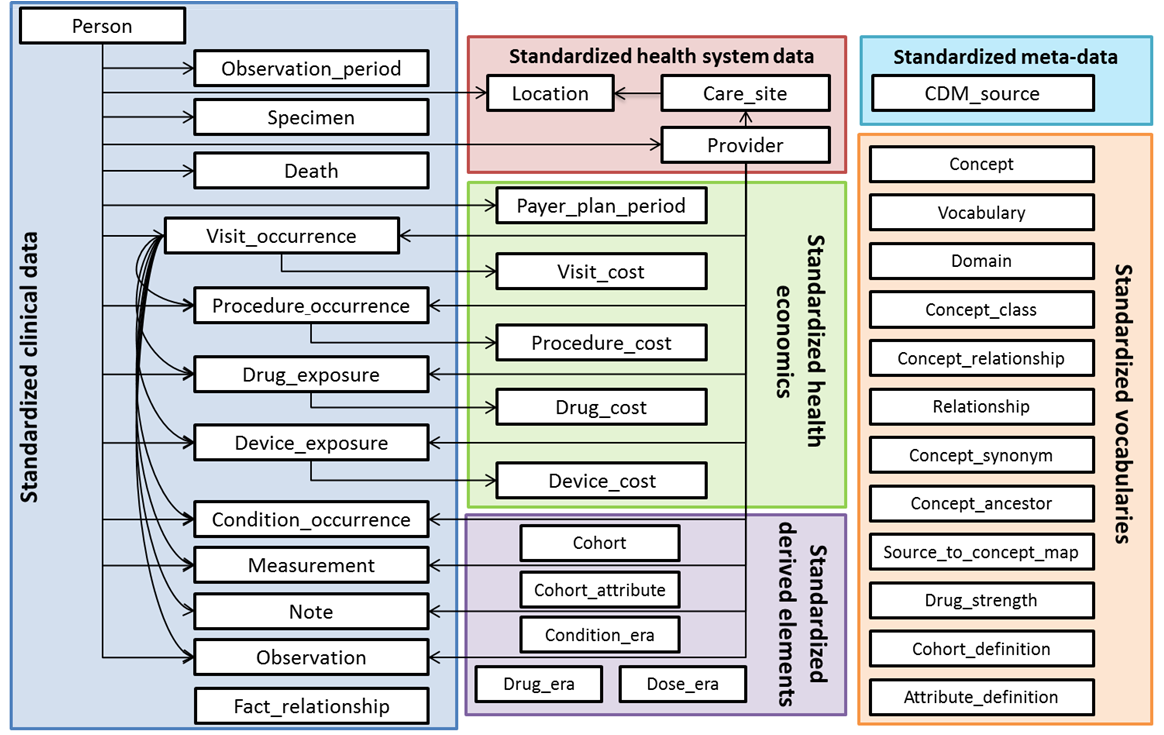 Standardized clinical data
Person
Observation_period
Specimen
Death
Visit_occurrence
Procedure_occurrence
Drug_exposure
Device_exposure
Condition_occurrence
Measurement
Note
Observation
Fact_relationship
Standardized health system data
Location
Care_site
Provider
Standardized health
economics
Payer_plan_period
Visit_cost
Procedure_cost
Drug_cost
Device_cost
Standardized
derived elements
Cohort
Cohort_attribute
Condition_era
Drug_era
Dose_era
Standardized meta-data
CDM_source
Standardized vocabularies
Concept
Vocabulary
Domain
Concept_class
Concept_relationship
Relationship
Concept_synonym
Concept_ancestor
Source_to_concept_map
Drug_strength
Cohort_definition
Attribute_definition